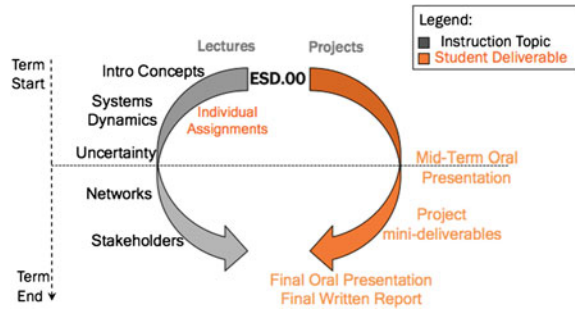 Legend:
Instruction Topic
Student Deliverable
Lectures
Projects
Term
Start
Intro Concepts
ESD.00
Systems
Dynamics
Individual
Assignments
Uncertainty
Mid-Term Oral
Presentation
Networks
Project
mini-deliverables
Stakeholders
Term
End
Final Oral Presentation
Final Written Report